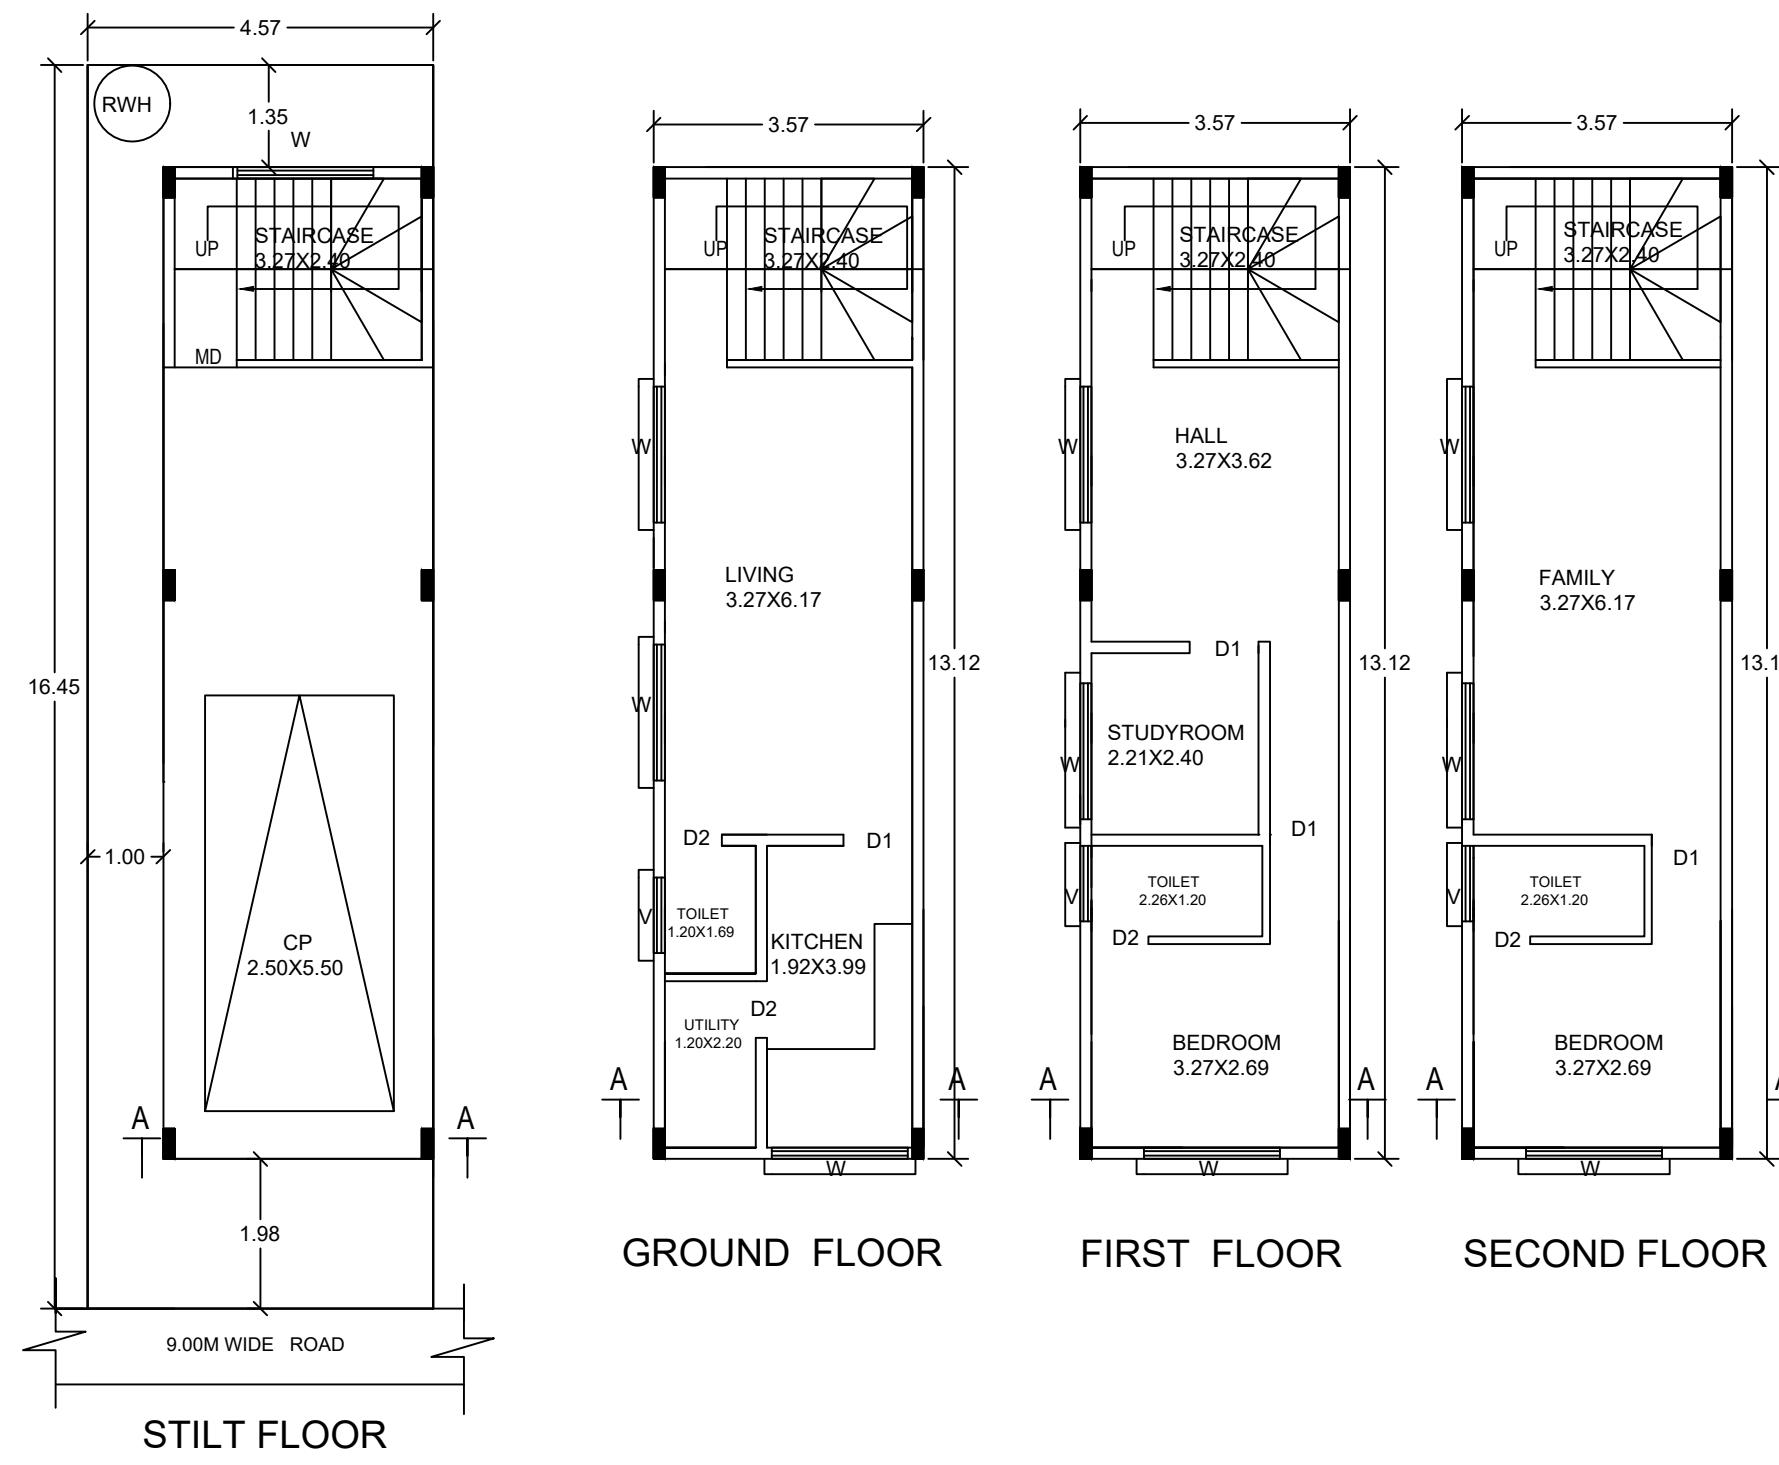 4.57
RWH
1.35
W
UP
STAIRCASE
3.27X2.40
MD
16.45
1.00
CP
2.50X5.50
A
A
1.98
9.00M WIDE ROAD
STILT FLOOR
3.57
UP
STAIRCASE
3.27X2.40
W
LIVING
3.27X6.17
13.12
W
D2
D1
V
TOILET
1.20X1.69
KITCHEN
1.92X3.99
D2
UTILITY
1.20X2.20
A
A
W
GROUND FLOOR
3.57
UP
STAIRCASE
3.27X2.40
W
HALL
3.27X3.62
D1
13.12
STUDYROOM
2.21X2.40
W
D1
V
TOILET
2.26X1.20
D2
BEDROOM
3.27X2.69
A
A
W
FIRST FLOOR
3.57
UP
STAIRCASE
3.27X2.40
W
FAMILY
3.27X6.17
13.1
W
D1
V
TOILET
2.26X1.20
D2
BEDROOM
3.27X2.69
A
W
SECOND FLOOR